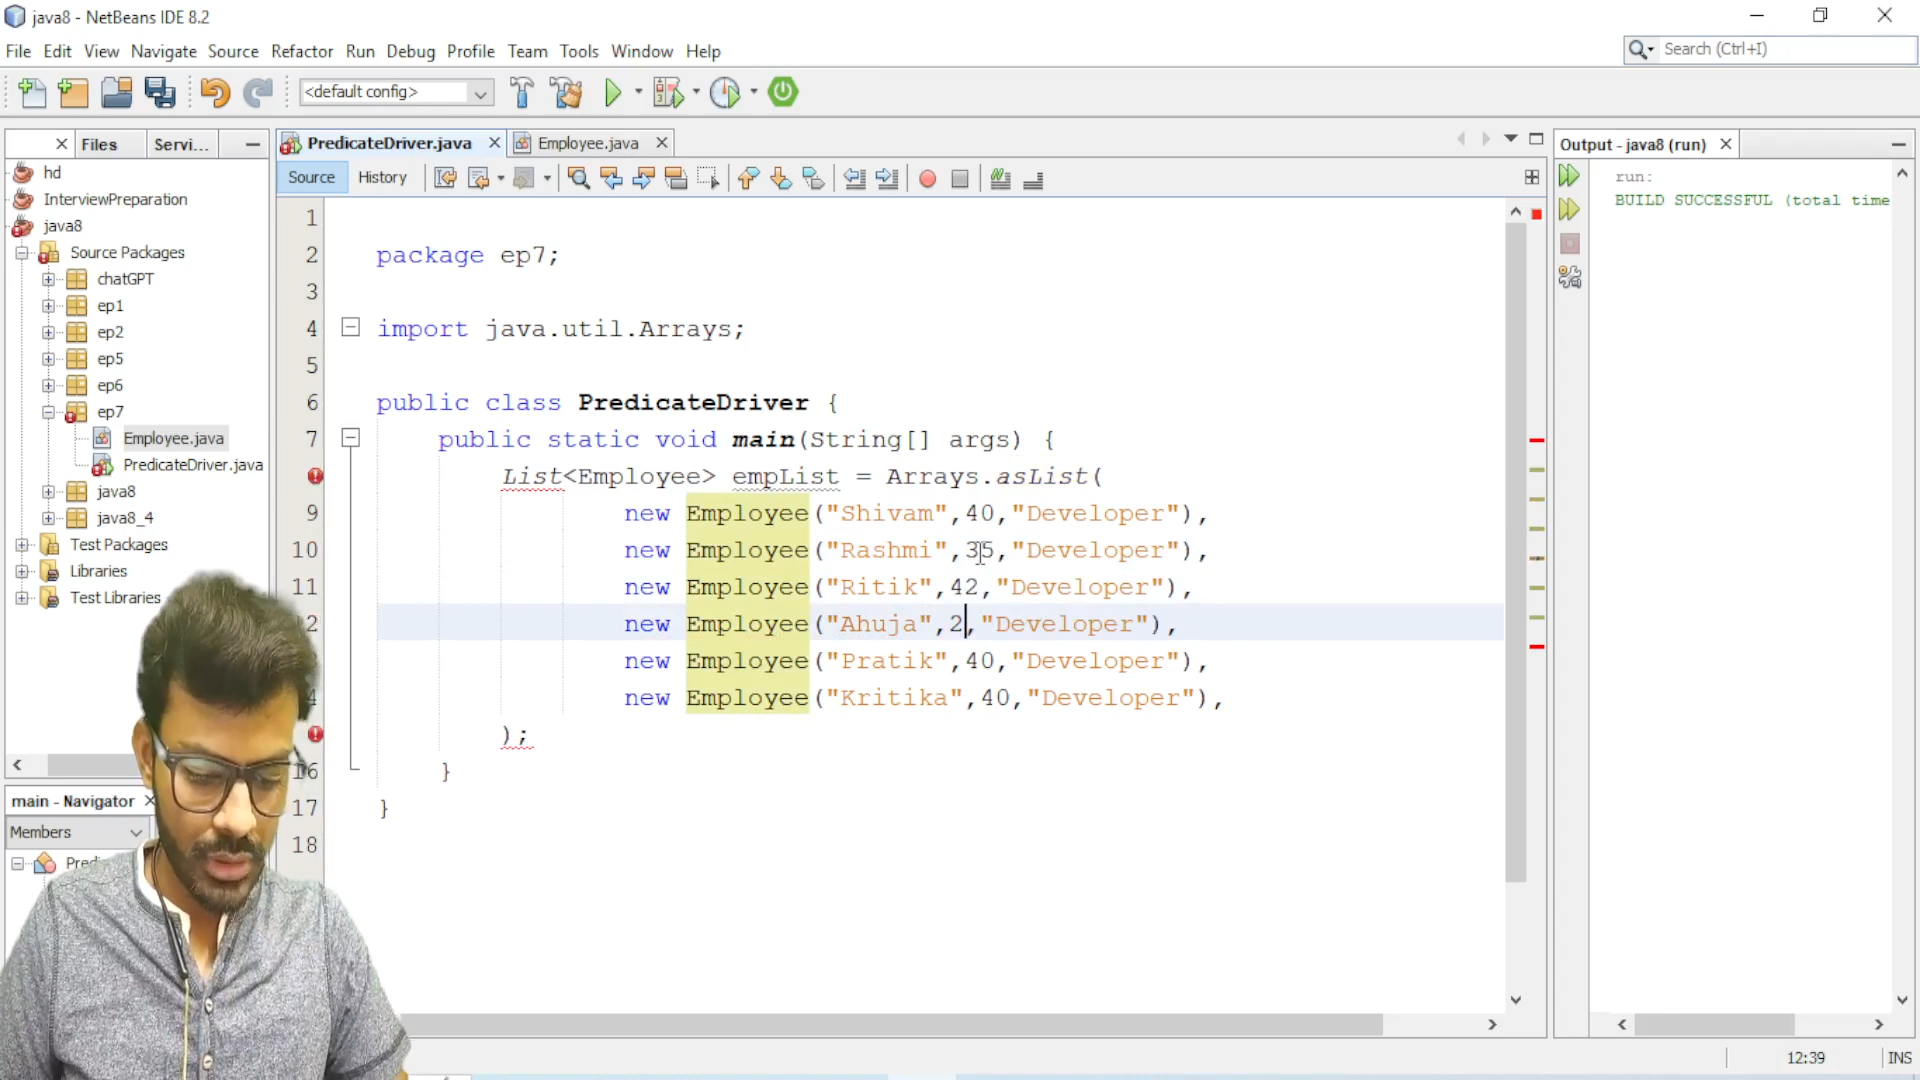 java8 - NetBeans IDE 8.2
File Edit View Navigate Source Refactor Run Debug Profile Team Tools Window Help
Search (Ctrl+I)
<default config>
Files Servi...
PredicateDriver.java Employee.java
Output - java8 (run)
Source History
hd
InterviewPreparation
java8
Source Packages
chatGPT
ep1
ep2
ep5
ep6
ep7
Employee.java
PredicateDriver.java
java8
java8_4
Test Packages
Libraries
Test Libraries
main - Navigator
Members
1
2 package ep7;
3
4 import java.util.Arrays;
5
6 public class PredicateDriver {
7 public static void main(String[] args) {
List<Employee> empList = Arrays.asList(
9 new Employee("Shivam",40,"Developer"),
10 new Employee("Rashmi",35,"Developer"),
11 new Employee("Ritik",42,"Developer"),
2 new Employee("Ahuja",2,"Developer"),
new Employee("Pratik",40,"Developer"),
4 new Employee("Kritika",40,"Developer"),
);
16 }
17 }
18
run:
BUILD SUCCESSFUL (total time
12:39 INS